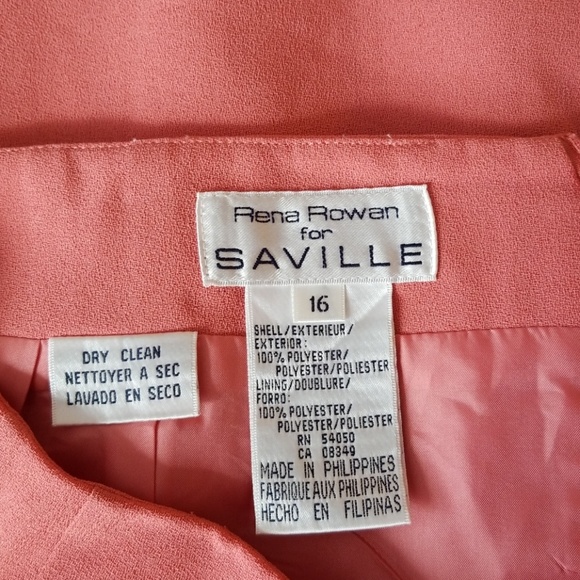 Rena Rowan
for
SAVILLE
16
SHELL/EXTERIEUR/
EXTERIOR:
100% POLYESTER/
POLYESTER/POLIESTER
LINING/DOUBLURE/
FORRO:
100% POLYESTER/
POLYESTER/POLIESTER
RN 54050
CA 08349
MADE IN PHILIPPINES
FABRIQUE AUX PHILIPPINES
HECHO EN FILIPINAS
DRY CLEAN
NETTOYER A SEC
LAVADO EN SECO